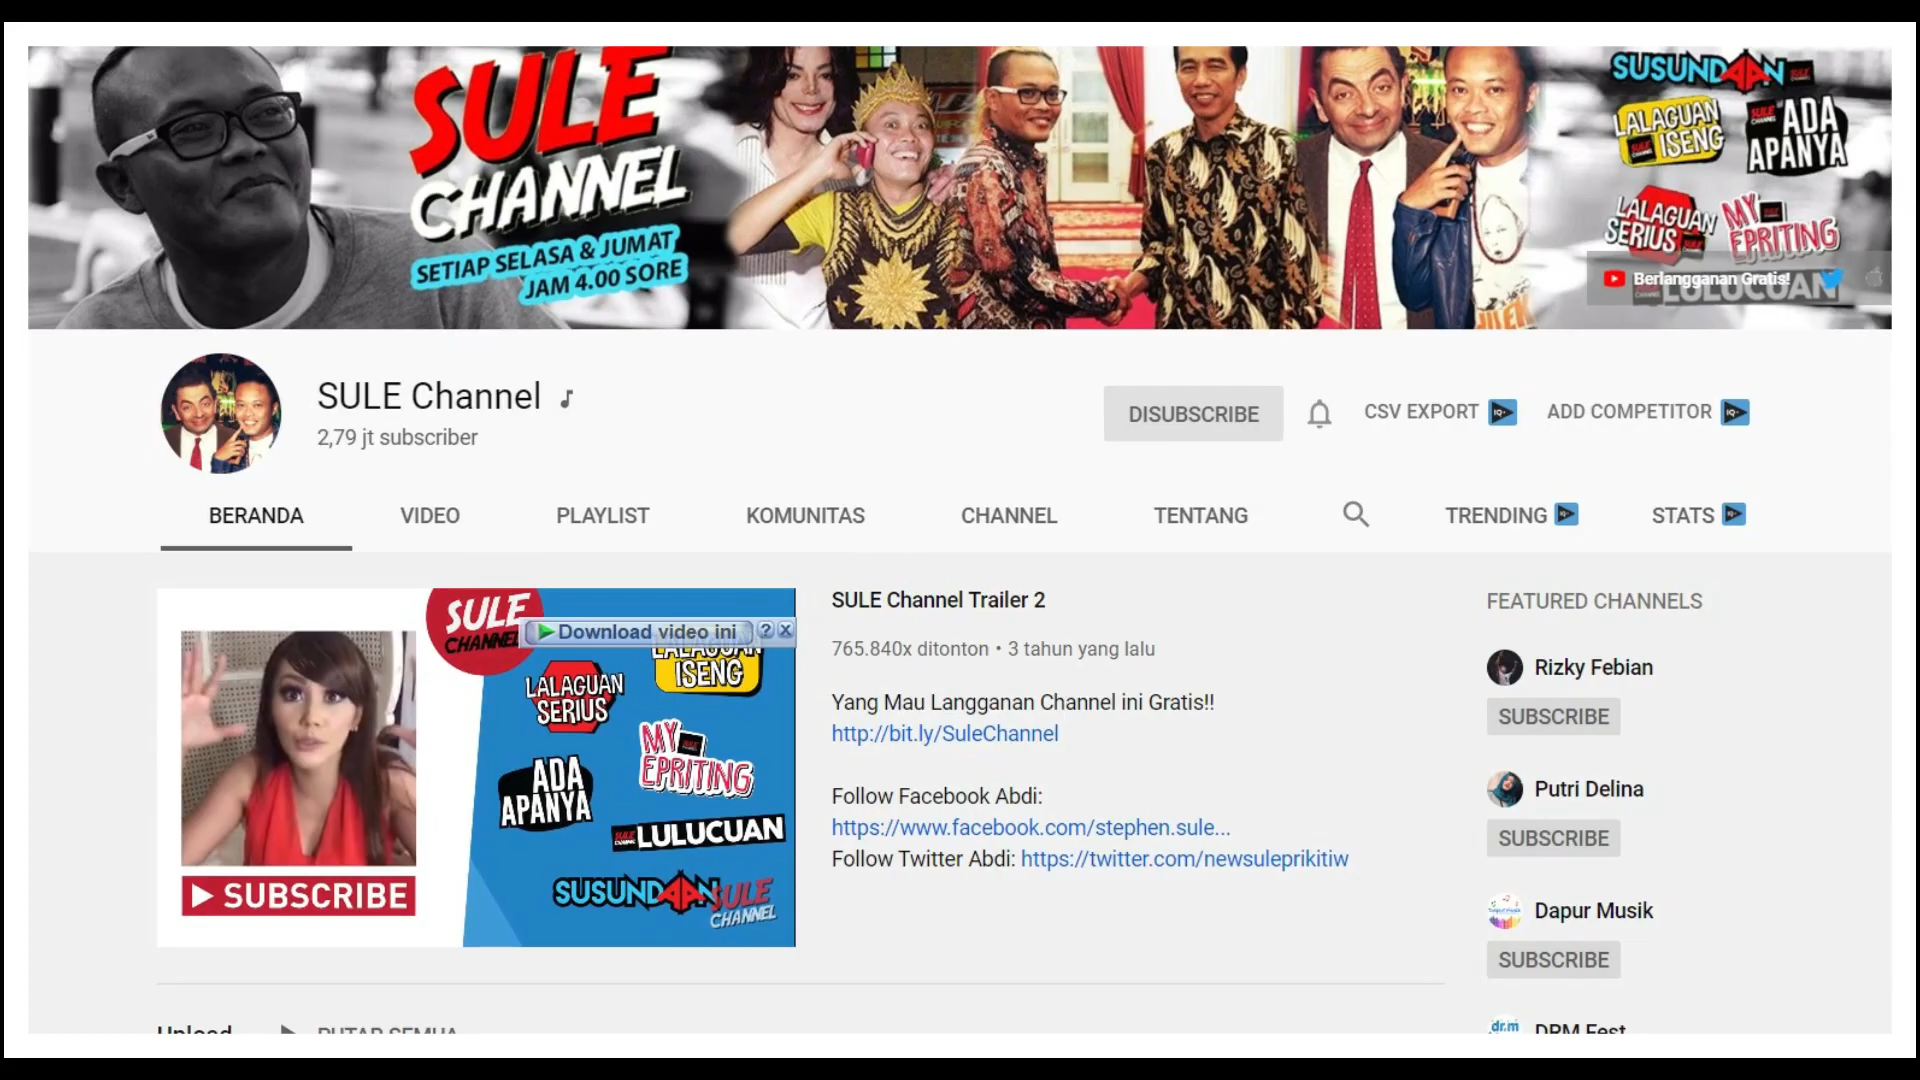 SULE
CHANNEL
SETIAP SELASA & JUMAT
JAM 4.00 SORE
SUSUNDAAN
LALAGUAN
ISENG
SULE
CHANNEL
ADA
APANYA
LALAGUAN
SERIUS
MY
EPRITING
Berlangganan Gratis!
LULUCUAN
SULE Channel
2,79 jt subscriber
DISUBSCRIBE
CSV EXPORT
ADD COMPETITOR
BERANDA
VIDEO
PLAYLIST
KOMUNITAS
CHANNEL
TENTANG
TRENDING
STATS
SULE
CHANNEL
Download video ini
LALAGUAN
ISENG
LALAGUAN
SERIUS
MY
EPRITING
ADA
APANYA
SULE LULUCUAN
SUSUNDAAN
SULE
CHANNEL
SUBSCRIBE
SULE Channel Trailer 2
765.840x ditonton • 3 tahun yang lalu
Yang Mau Langganan Channel ini Gratis!!
http://bit.ly/SuleChannel
Follow Facebook Abdi:
https://www.facebook.com/stephen.sule...
Follow Twitter Abdi: https://twitter.com/newsuleprikitiw
FEATURED CHANNELS
Rizky Febian
SUBSCRIBE
Putri Delina
SUBSCRIBE
Dapur Musik
SUBSCRIBE
dr.m
DRM Fest
Upload
PUTAR SEMUA